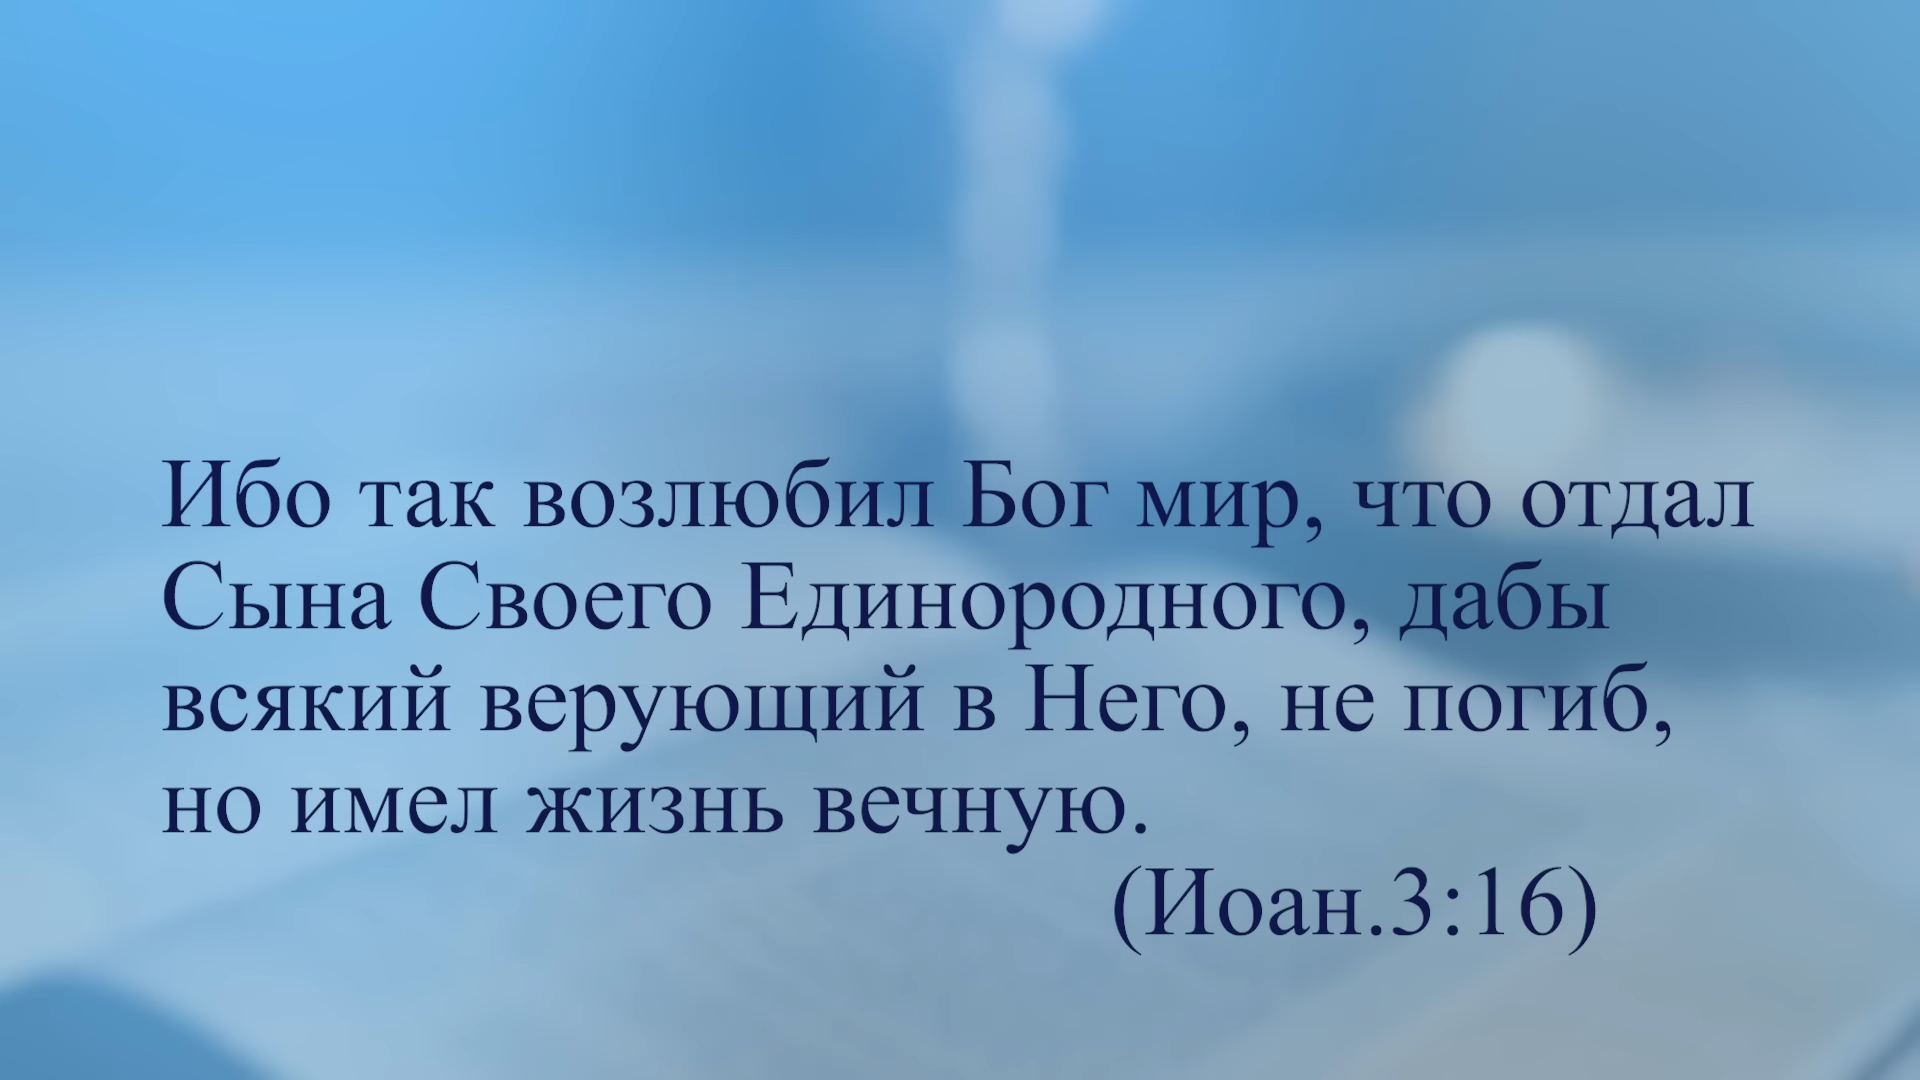 Ибо так возлюбил Бог мир, что отдал
Сына Своего Единородного, дабы
всякий верующий в Него, не погиб,
но имел жизнь вечную.
(Иоан.3:16)